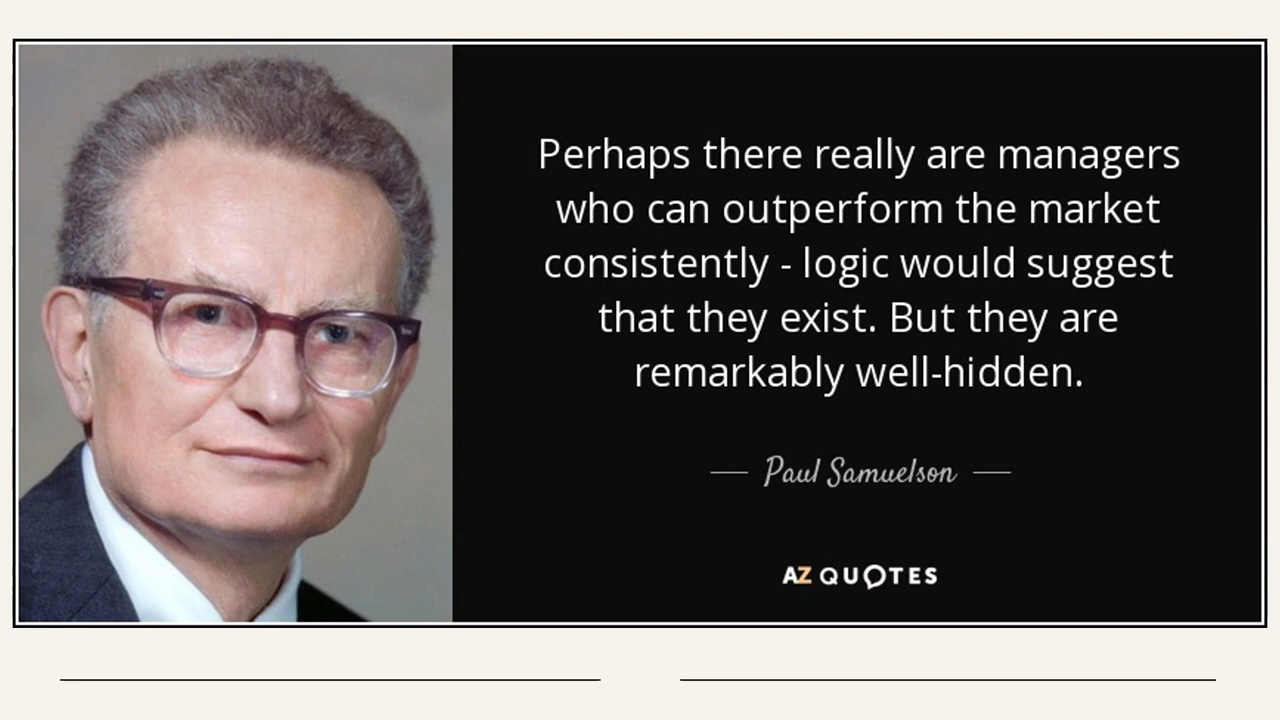 Perhaps there really are managers
who can outperform the market
consistently - logic would suggest
that they exist. But they are
remarkably well-hidden.
Paul Samuelson
AZ QUOTES